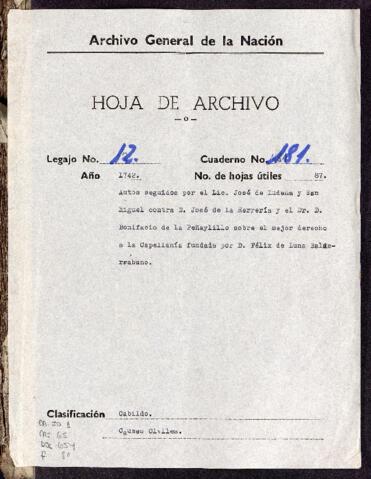 Archivo General de la Nación
HOJA DE ARCHIVO
—o—
Legajo No. 12. Cuaderno No. 181.
Año 1742. No. de hojas útiles 87.
Autos seguidos por el Lic. José de Ludeña y San
Miguel contra D. José de la Herrería y el Dr. D.
Bonifacio de la Peñaylillo sobre el mejor derecho
a la Capellanía fundada por D. Félix de Luna Balde-
rrabano.
Clasificación Cabildo.
Causas Civiles.